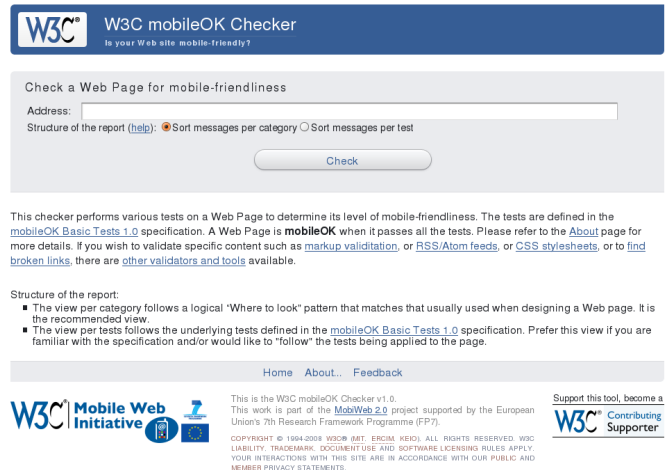 W3C® W3C mobileOK Checker
Is your Web site mobile-friendly?
Check a Web Page for mobile-friendliness
Address:
Structure of the report (help): Sort messages per category Sort messages per test
Check
This checker performs various tests on a Web Page to determine its level of mobile-friendliness. The tests are defined in the
mobileOK Basic Tests 1.0 specification. A Web Page is mobileOK when it passes all the tests. Please refer to the About page for
more details. If you wish to validate specific content such as markup validitation, or RSS/Atom feeds, or CSS stylesheets, or to find
broken links, there are other validators and tools available.
Structure of the report:
The view per category follows a logical "Where to look" pattern that matches that usually used when designing a Web page. It is
the recommended view.
The view per tests follows the underlying tests defined in the mobileOK Basic Tests 1.0 specification. Prefer this view if you are
familiar with the specification and/or would like to "follow" the tests being applied to the page.
Home About... Feedback
W3C® Mobile Web
Initiative
This is the W3C mobileOK Checker v1.0.
This work is part of the MobiWeb 2.0 project supported by the European
Union's 7th Research Framework Programme (FP7).
COPYRIGHT © 1994-2008 W3C® (MIT, ERCIM, KEIO), ALL RIGHTS RESERVED. W3C
LIABILITY, TRADEMARK, DOCUMENT USE AND SOFTWARE LICENSING RULES APPLY.
YOUR INTERACTIONS WITH THIS SITE ARE IN ACCORDANCE WITH OUR PUBLIC AND
MEMBER PRIVACY STATEMENTS.
Support this tool, become a
W3C® Contributing
Supporter